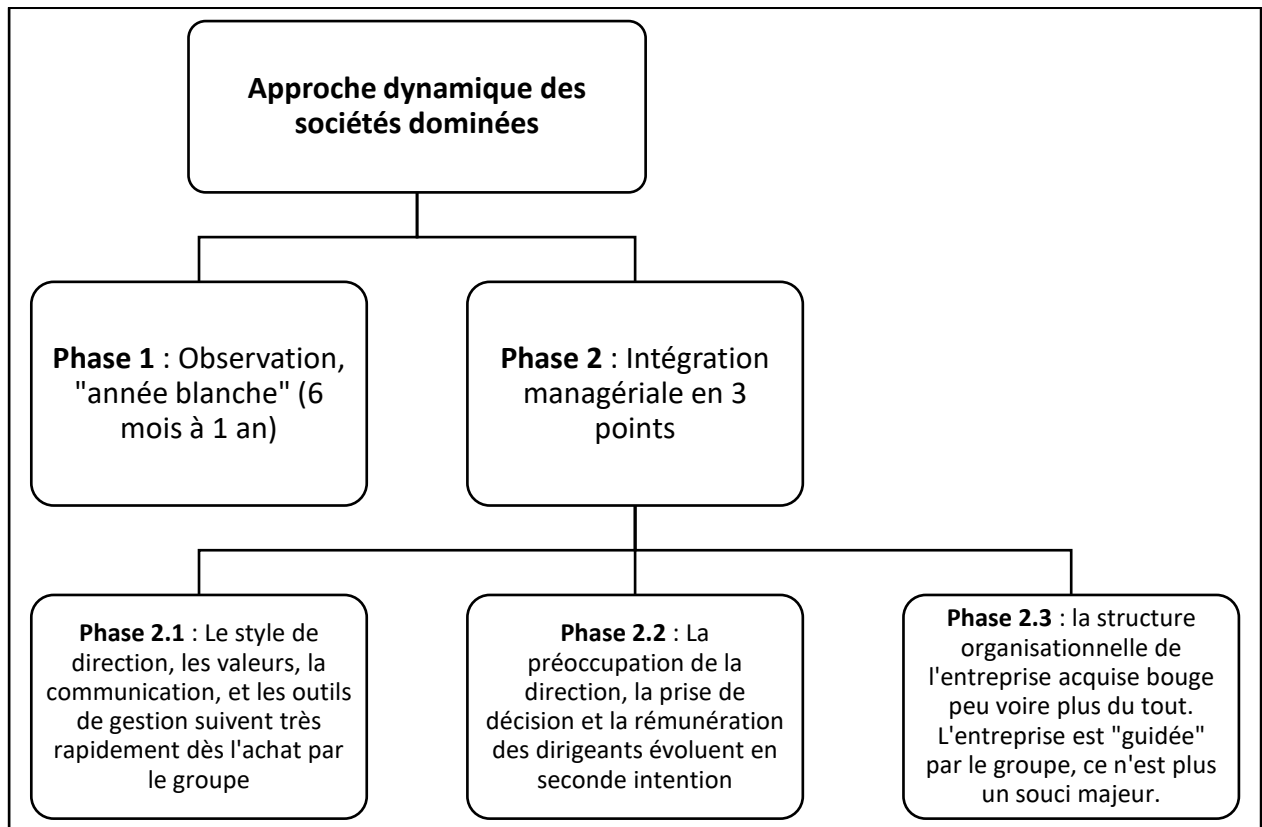 Approche dynamique des
sociétés dominées
Phase 1 : Observation,
"année blanche" (6
mois à 1 an)
Phase 2 : Intégration
managériale en 3
points
Phase 2.1 : Le style de
direction, les valeurs, la
communication, et les outils
de gestion suivent très
rapidement dès l'achat par
le groupe
Phase 2.2 : La
préoccupation de la
direction, la prise de
décision et la rémunération
des dirigeants évoluent en
seconde intention
Phase 2.3 : la structure
organisationnelle de
l'entreprise acquise bouge
peu voire plus du tout.
L'entreprise est "guidée"
par le groupe, ce n'est plus
un souci majeur.